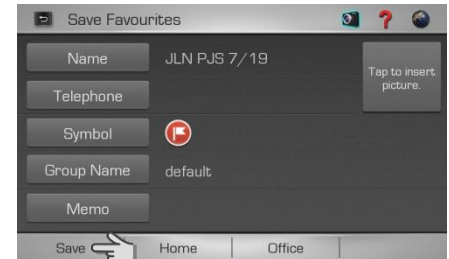 Save Favourites
?
Name JLN PJS 7/19
Tap to insert
picture.
Telephone
Symbol
Group Name default
Memo
Save Home Office